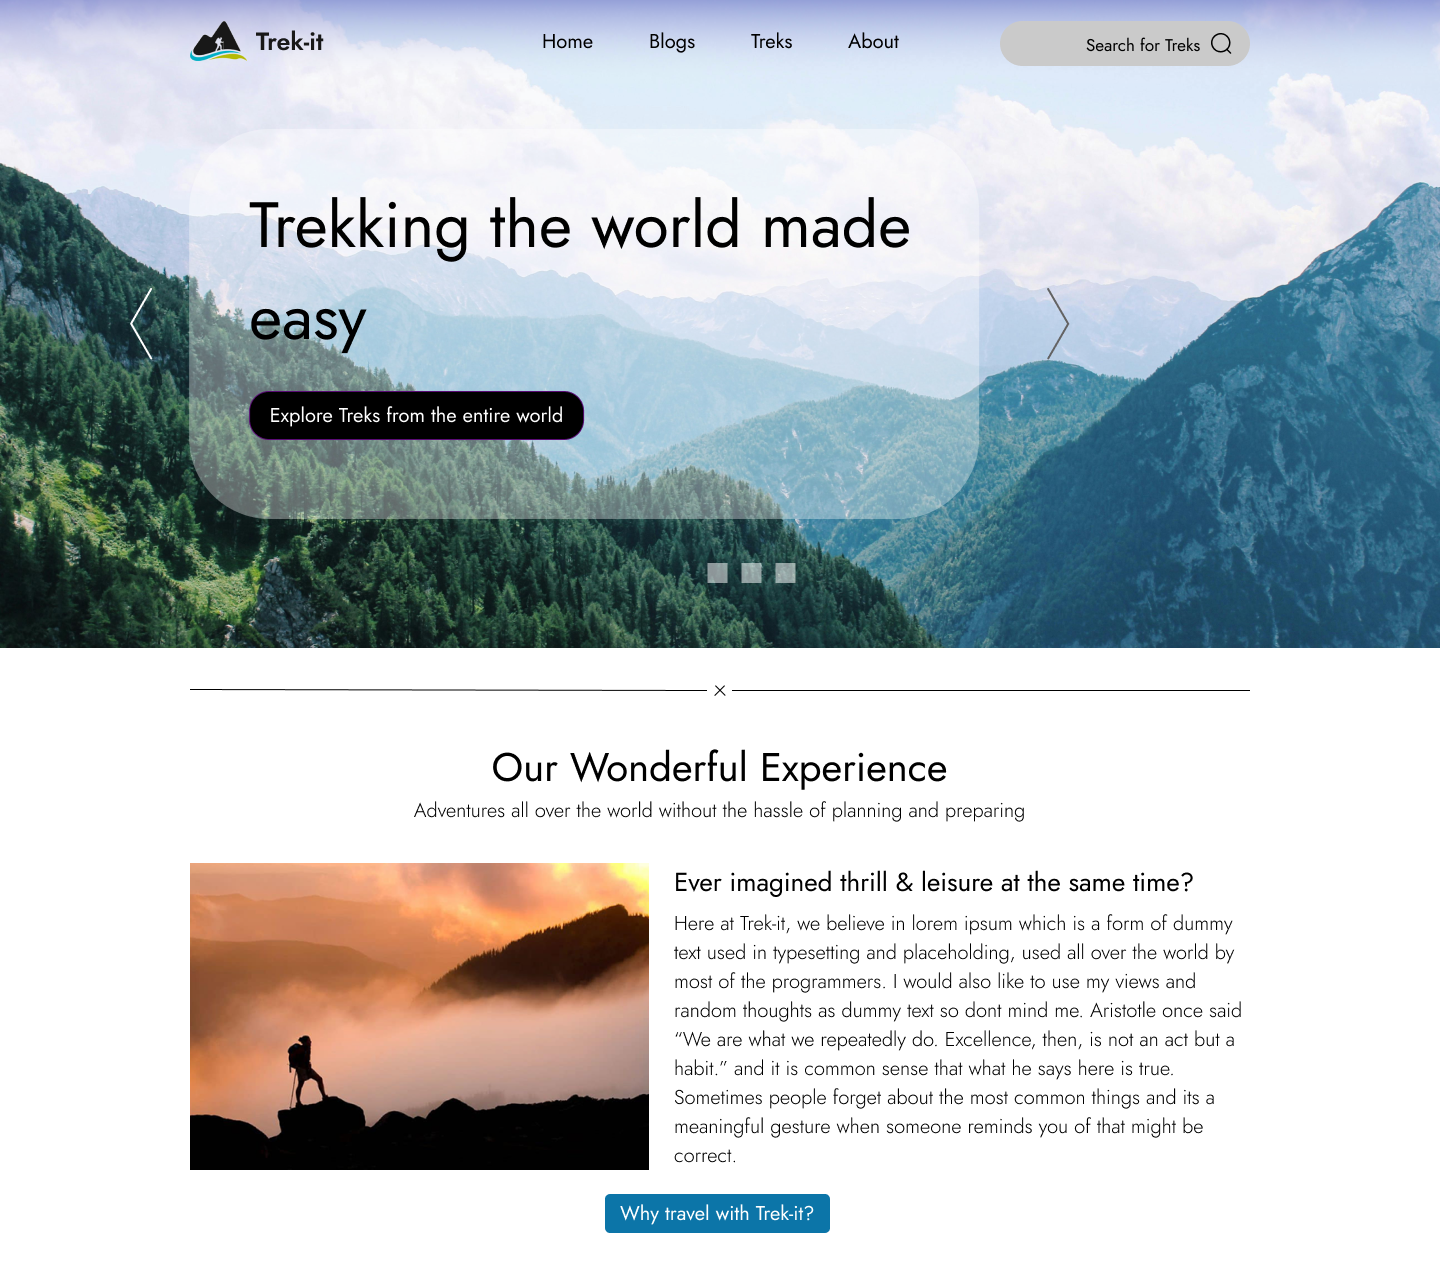 Trek-it
Home
Blogs
Treks
About
Search for Treks
Trekking the world made
easy
Explore Treks from the entire world
Our Wonderful Experience
Adventures all over the world without the hassle of planning and preparing
Ever imagined thrill & leisure at the same time?
Here at Trek-it, we believe in lorem ipsum which is a form of dummy
text used in typesetting and placeholding, used all over the world by
most of the programmers. I would also like to use my views and
random thoughts as dummy text so dont mind me. Aristotle once said
“We are what we repeatedly do. Excellence, then, is not an act but a
habit.” and it is common sense that what he says here is true.
Sometimes people forget about the most common things and its a
meaningful gesture when someone reminds you of that might be
correct.
Why travel with Trek-it?